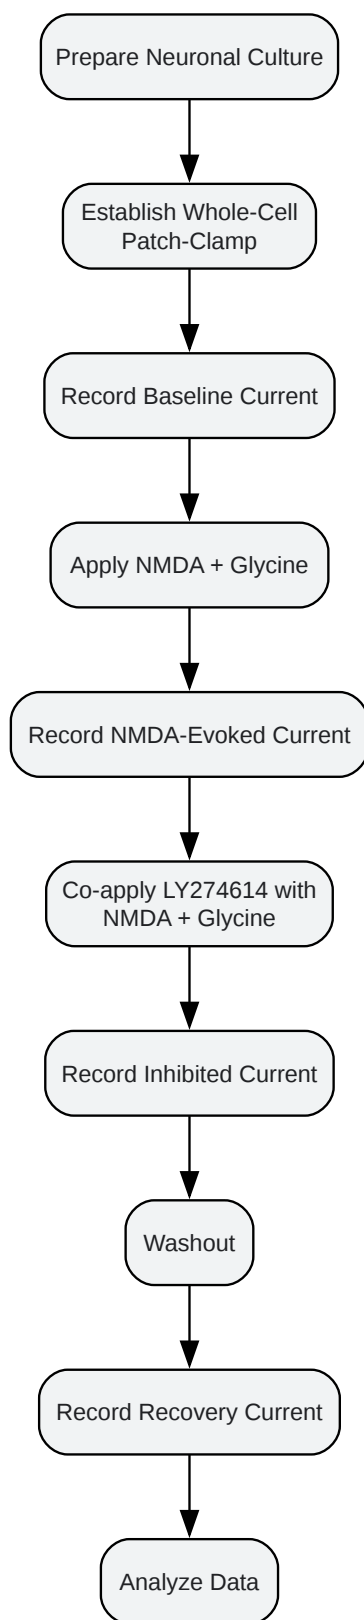 Prepare Neuronal Culture
Establish Whole-Cell
Patch-Clamp
Record Baseline Current
Apply NMDA + Glycine
Record NMDA-Evoked Current
Co-apply LY274614 with
NMDA + Glycine
Record Inhibited Current
Washout
Record Recovery Current
Analyze Data